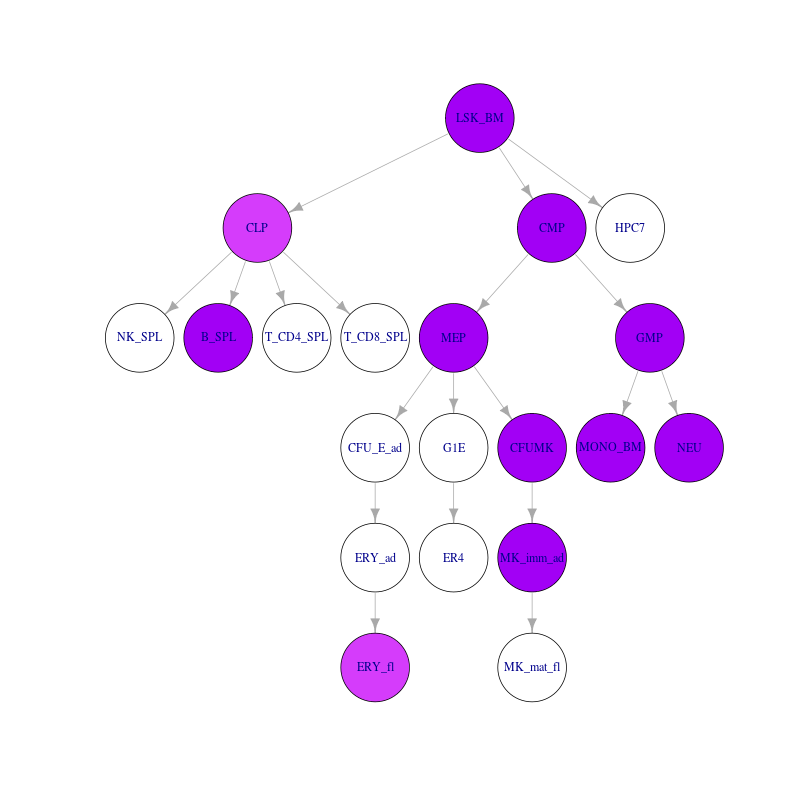 LSK_BM
CLP
CMP
HPC7
NK_SPL
B_SPL
T_CD4_SPL
T_CD8_SPL
MEP
GMP
CFU_E_ad
G1E
CFUMK
MONO_BM
NEU
ERY_ad
ER4
MK_imm_ad
ERY_fl
MK_mat_fl